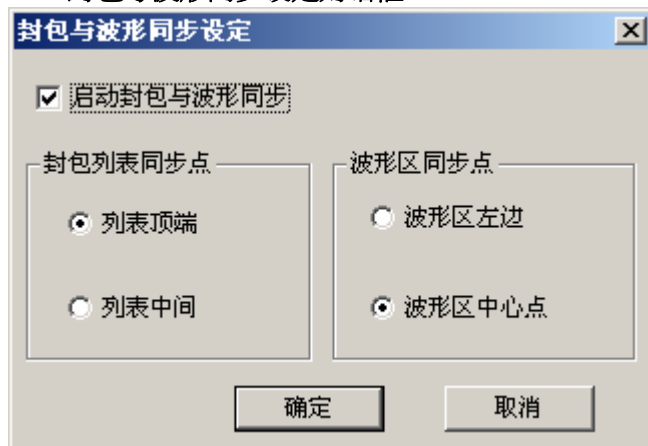 封包与波形同步设定
启动封包与波形同步
封包列表同步点
列表顶端
列表中间
波形区同步点
波形区左边
波形区中心点
确定
取消